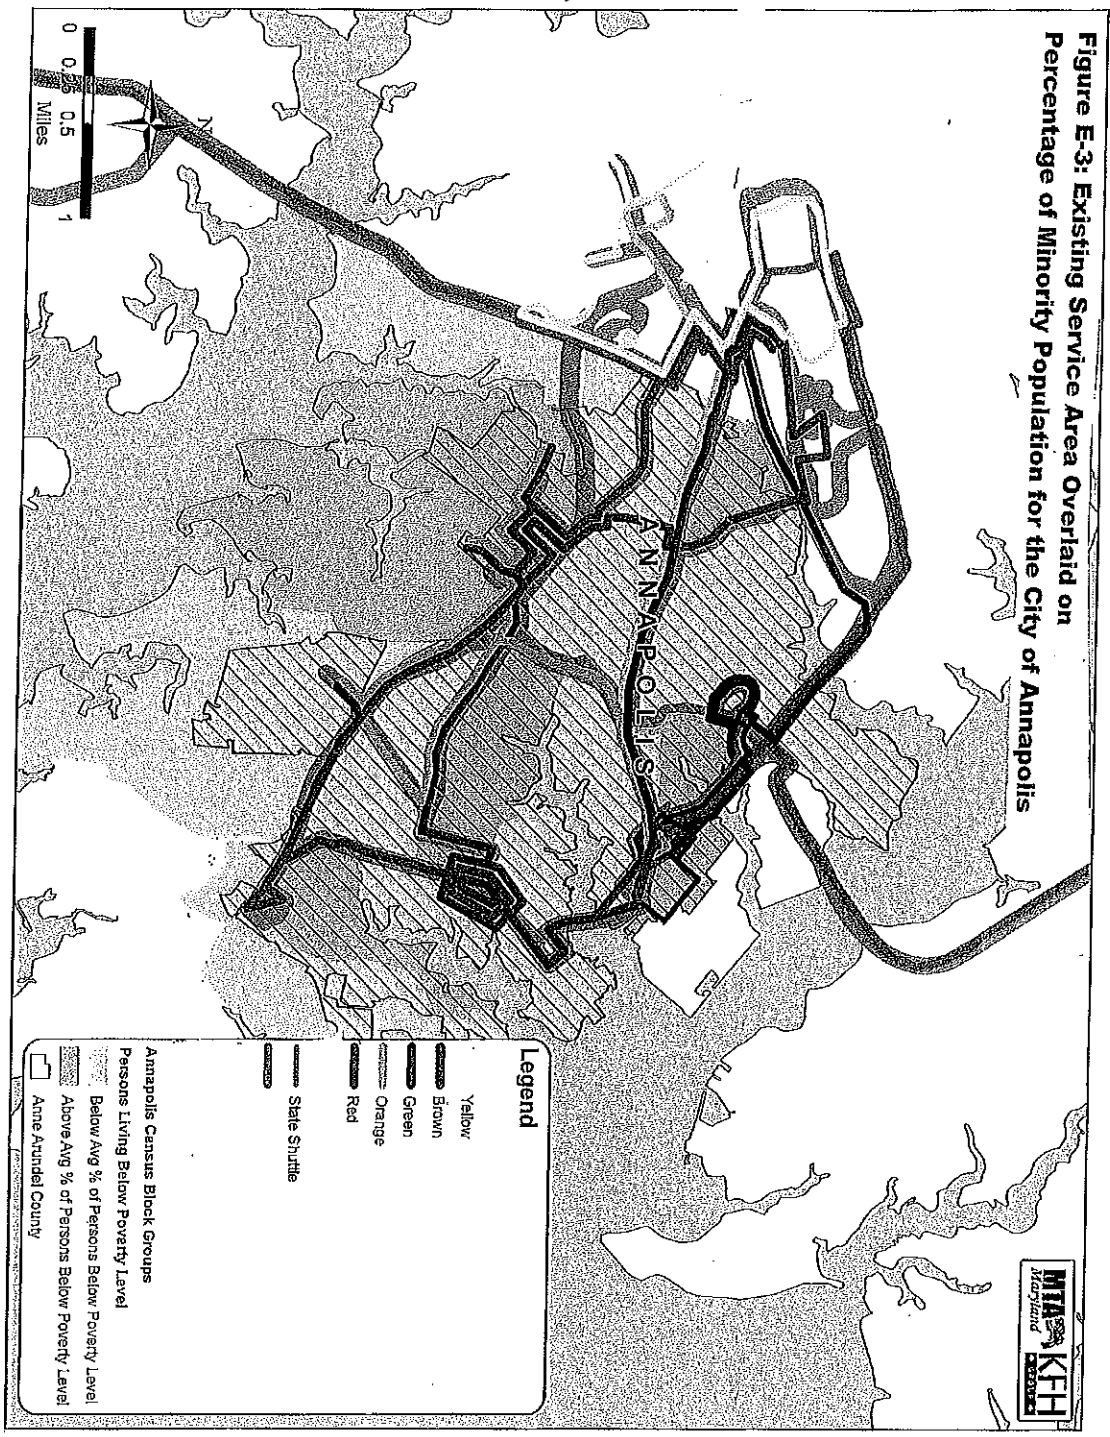 Figure E-3: Existing Service Area Overlaid on
Percentage of Minority Population for the City of Annapolis
MTA
Maryland
KFH
ANNAPOLIS
N
0 0.25 0.5 1
Miles
Legend
Yellow
Brown
Green
Orange
Red
State Shuttle
Annapolis Census Block Groups
Persons Living Below Poverty Level
Below Avg % of Persons Below Poverty Level
Above Avg % of Persons Below Poverty Level
Anne Arundel County